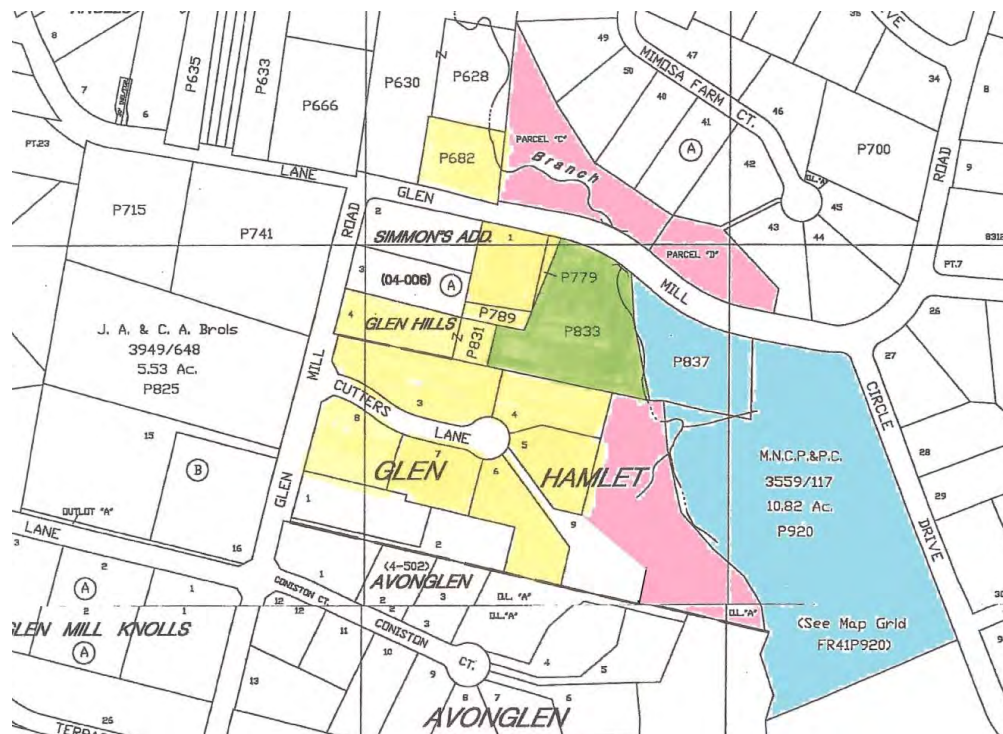 8
7
6
P635
P633
P666
P630
Z
P628
PARCEL "C"
Branch
49
50
47
MIMOSA FARM CT.
40
41
46
A
42
P700
34
ROAD
8
9
PT.23
LANE
P682
GLEN
P715
P741
ROAD
2
SIMMON'S ADD.
1
P779
MILL
PARCEL "D"
43
44
45
PT.7
3
(04-006)
A
P789
J. A. & C. A. Brois
3949/648
5.53 Ac.
P825
4
GLEN HILLS
Z
P831
P833
P837
26
27
CIRCLE
MILL
CUTTERS
LANE
3
4
5
8
7
6
15
B
GLEN
HAMLET
M.N.C.P.&P.C.
3559/117
10.82 Ac.
P920
28
29
DRIVE
GLEN
1
2
9
OUTLOT "A"
LANE
3
16
2
A
1
(4-502)
AVONGLEN
1
2
3
O.L. "A"
O.L."A"
O.L."A"
(See Map Grid
FR41P920)
30
CONISTON CT.
12
12
2
3
CONISTON
CT.
2
1
GLEN MILL KNOLLS
A
11
10
9
8
7
6
4
5
13
26
AVONGLEN